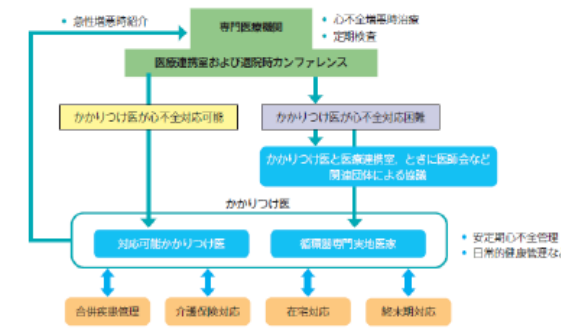 • 急性増悪時紹介
専門医療機関
• 心不全増悪時治療
• 定期検査
医療連携室および退院時カンファレンス
かかりつけ医が心不全対応可能
かかりつけ医が心不全対応困難
かかりつけ医と医療連携室、ときに医師会など
関連団体による協議
かかりつけ医
対応可能かかりつけ医
循環器専門実地医家
• 安定期心不全管理
• 日常的健康管理な
合併疾患管理
介護保険対応
在宅対応
終末期対応